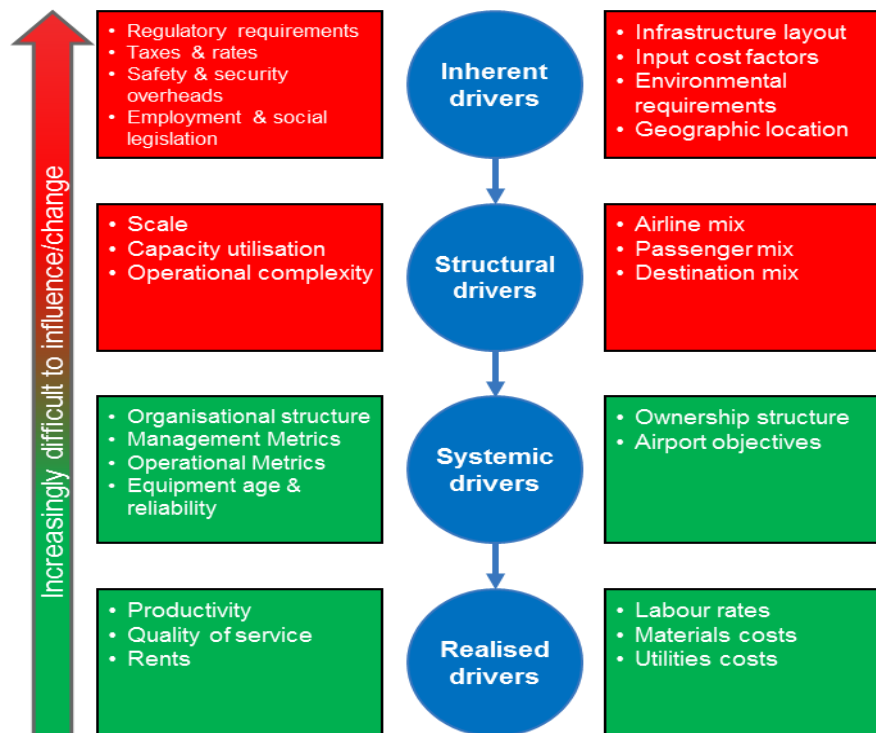 Increasingly difficult to influence/change
• Regulatory requirements
• Taxes & rates
• Safety & security
overheads
• Employment & social
legislation
Inherent
drivers
• Infrastructure layout
• Input cost factors
• Environmental
requirements
• Geographic location
• Scale
• Capacity utilisation
• Operational complexity
Structural
drivers
• Airline mix
• Passenger mix
• Destination mix
• Organisational structure
• Management Metrics
• Operational Metrics
• Equipment age &
reliability
Systemic
drivers
• Ownership structure
• Airport objectives
• Productivity
• Quality of service
• Rents
Realised
drivers
• Labour rates
• Materials costs
• Utilities costs